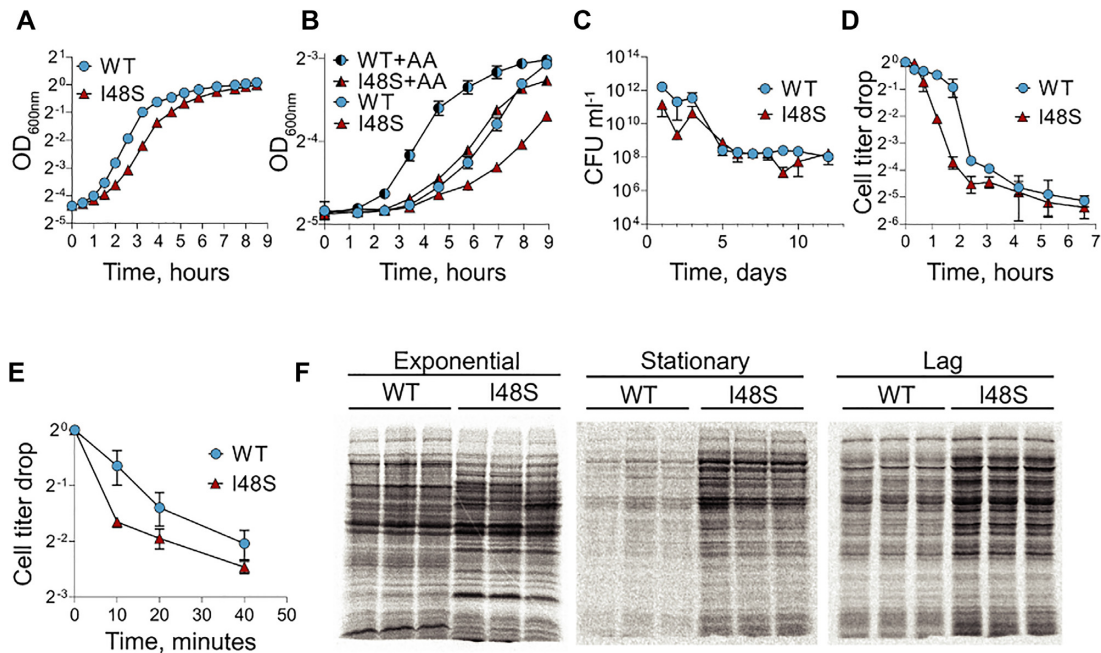 A
OD600nm
2^1
2^0
2^-1
2^-2
2^-3
2^-4
2^-5
WT
I48S
0 1 2 3 4 5 6 7 8 9
Time, hours
B
OD600nm
2^-3
2^-4
2^-5
WT+AA
I48S+AA
WT
I48S
0 1 2 3 4 5 6 7 8 9
Time, hours
C
CFU ml^-1
10^14
10^12
10^10
10^8
10^6
10^4
WT
I48S
0 5 10
Time, days
D
Cell titer drop
2^0
2^-1
2^-2
2^-3
2^-4
2^-5
2^-6
WT
I48S
0 1 2 3 4 5 6 7
Time, hours
E
Cell titer drop
2^0
2^-1
2^-2
2^-3
WT
I48S
0 10 20 30 40 50
Time, minutes
F
Exponential
WT I48S
Stationary
WT I48S
Lag
WT I48S